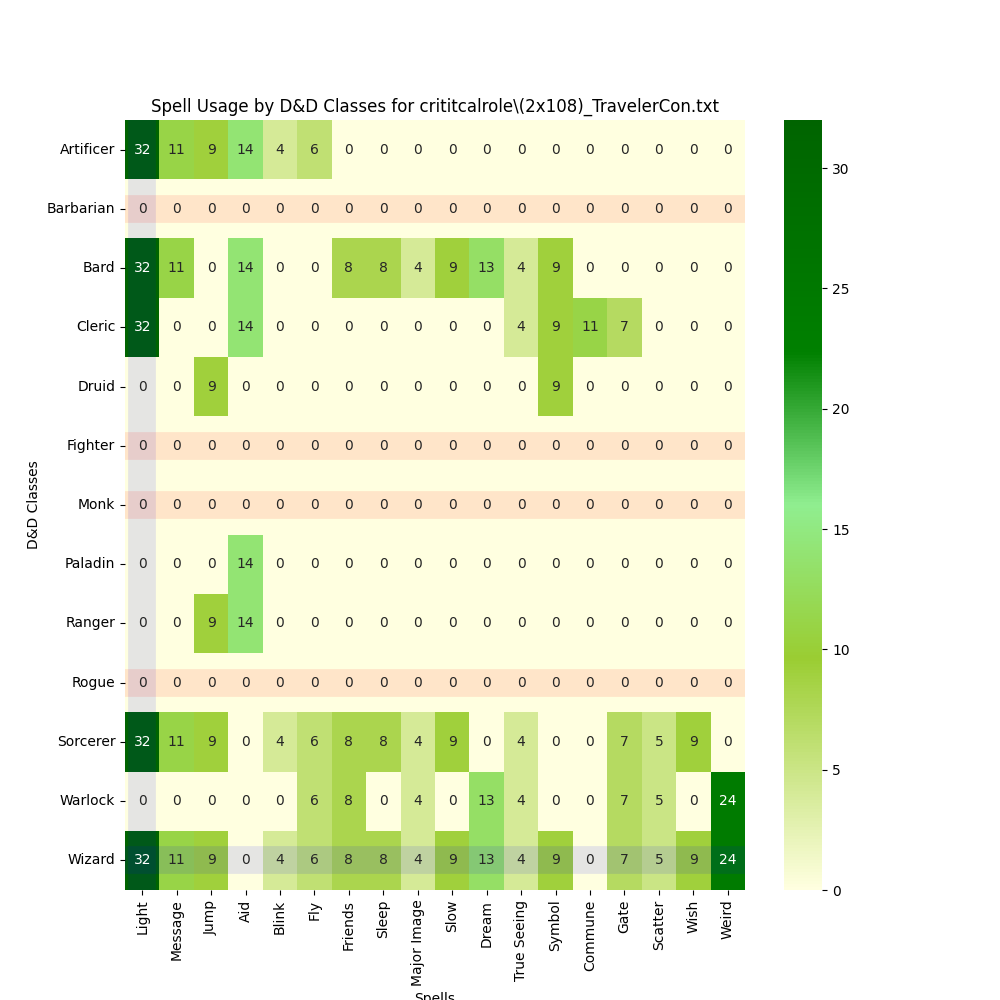 Spell Usage by D&D Classes for crititcalrole\(2x108)_TravelerCon.txt
Artificer 32 11 9 14 4 6 0 0 0 0 0 0 0 0 0 0 0 0
Barbarian 0 0 0 0 0 0 0 0 0 0 0 0 0 0 0 0 0 0
Bard 32 11 0 14 0 0 8 8 4 9 13 4 9 0 0 0 0 0
Cleric 32 0 0 14 0 0 0 0 0 0 0 4 9 11 7 0 0 0
Druid 0 0 9 0 0 0 0 0 0 0 0 0 9 0 0 0 0 0
Fighter 0 0 0 0 0 0 0 0 0 0 0 0 0 0 0 0 0 0
Monk 0 0 0 0 0 0 0 0 0 0 0 0 0 0 0 0 0 0
Paladin 0 0 0 14 0 0 0 0 0 0 0 0 0 0 0 0 0 0
Ranger 0 0 9 14 0 0 0 0 0 0 0 0 0 0 0 0 0 0
Rogue 0 0 0 0 0 0 0 0 0 0 0 0 0 0 0 0 0 0
Sorcerer 32 11 9 0 4 6 8 8 4 9 0 4 0 0 7 5 9 0
Warlock 0 0 0 0 0 6 8 0 4 0 13 4 0 0 7 5 0 24
Wizard 32 11 9 0 4 6 8 8 4 9 13 4 9 0 7 5 9 24
D&D Classes
Light
Message
Jump
Aid
Blink
Fly
Friends
Sleep
Major Image
Slow
Dream
True Seeing
Symbol
Commune
Gate
Scatter
Wish
Weird
Spells
30
25
20
15
10
5
0